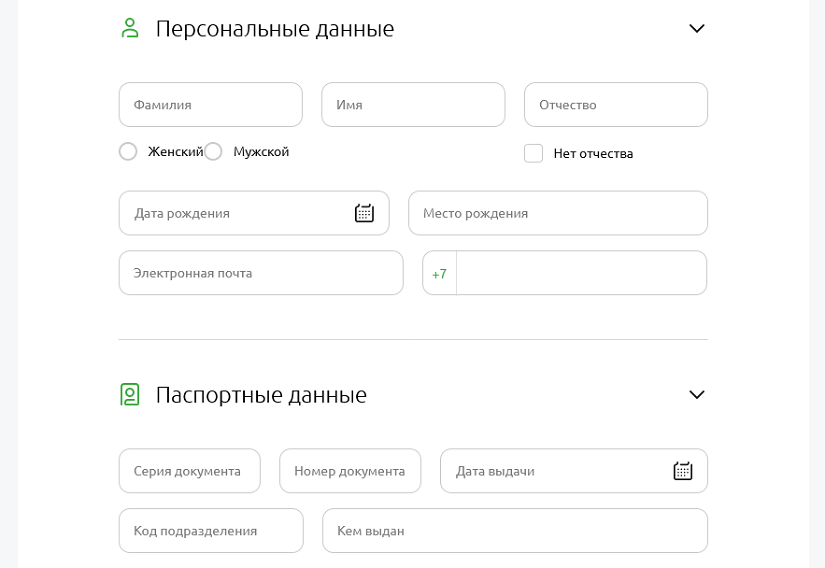 Персональные данные
Фамилия Имя Отчество
Женский Мужской Нет отчества
Дата рождения Место рождения
Электронная почта +7
Паспортные данные
Серия документа Номер документа Дата выдачи
Код подразделения Кем выдан